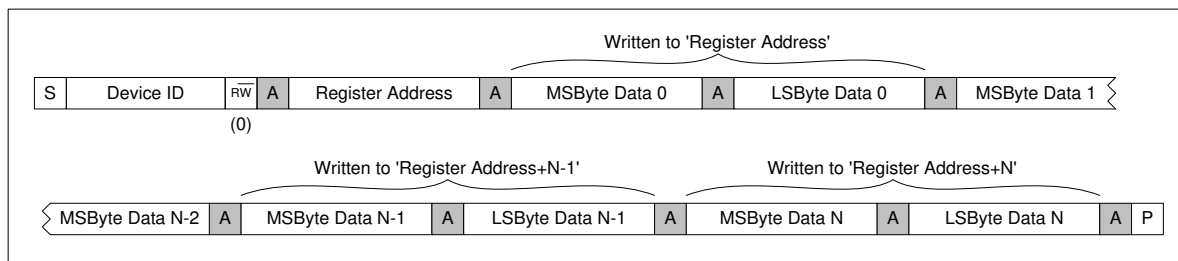 Written to 'Register Address'
S Device ID RW A Register Address A MSByte Data 0 A LSByte Data 0 A MSByte Data 1
(0)
Written to 'Register Address+N-1' Written to 'Register Address+N'
MSByte Data N-2 A MSByte Data N-1 A LSByte Data N-1 A MSByte Data N A LSByte Data N A P